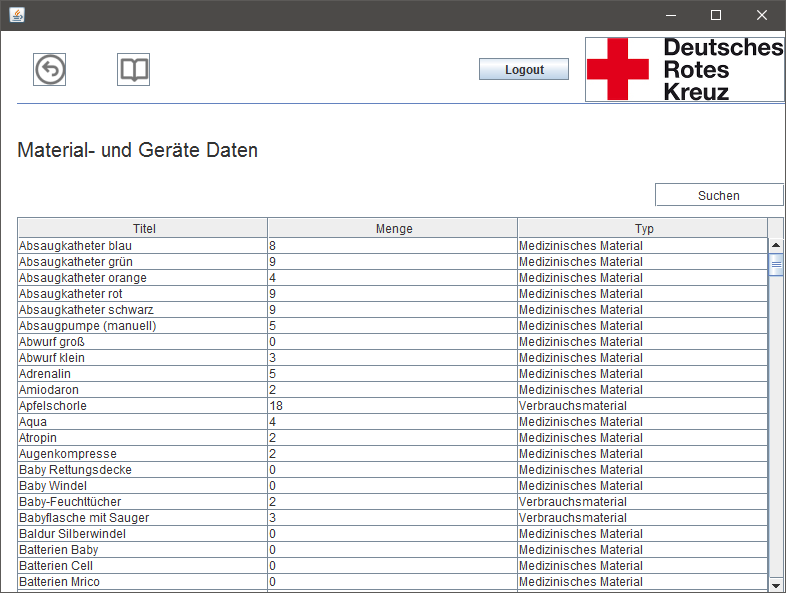 Logout
Deutsches
Rotes
Kreuz
Material- und Geräte Daten
Suchen
Titel Menge Typ
Absaugkatheter blau 8 Medizinisches Material
Absaugkatheter grün 9 Medizinisches Material
Absaugkatheter orange 4 Medizinisches Material
Absaugkatheter rot 9 Medizinisches Material
Absaugkatheter schwarz 9 Medizinisches Material
Absaugpumpe (manuell) 5 Medizinisches Material
Abwurf groß 0 Medizinisches Material
Abwurf klein 3 Medizinisches Material
Adrenalin 5 Medizinisches Material
Amiodaron 2 Medizinisches Material
Apfelschorle 18 Verbrauchsmaterial
Aqua 4 Medizinisches Material
Atropin 2 Medizinisches Material
Augenkompresse 2 Medizinisches Material
Baby Rettungsdecke 0 Medizinisches Material
Baby Windel 0 Medizinisches Material
Baby-Feuchttücher 2 Verbrauchsmaterial
Babyflasche mit Sauger 3 Verbrauchsmaterial
Baldur Silberwindel 0 Medizinisches Material
Batterien Baby 0 Medizinisches Material
Batterien Cell 0 Medizinisches Material
Batterien Mrico 0 Medizinisches Material